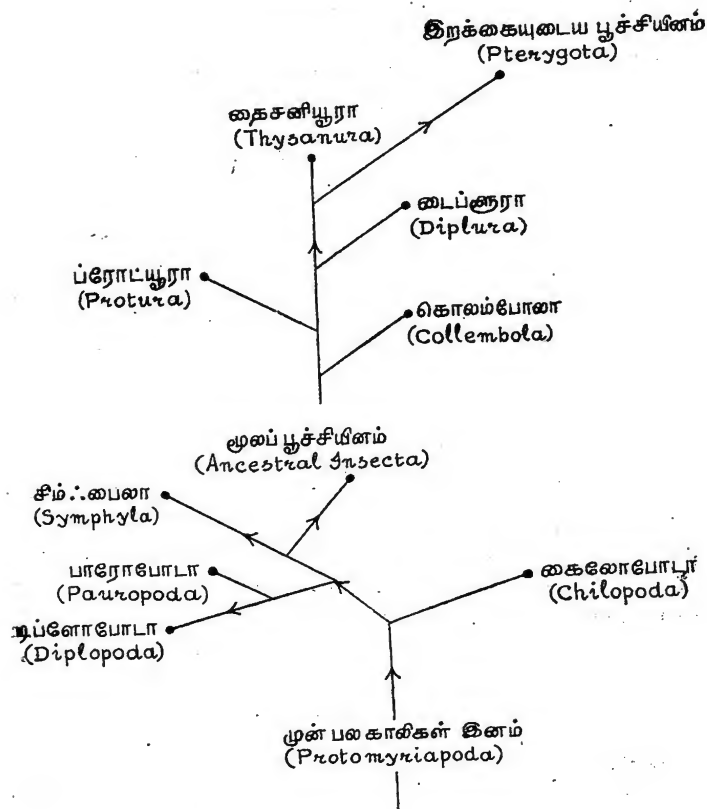 இறக்கையுடைய பூச்சியினம்
(Pterygota)
தைசனியூரா
(Thysanura)
டைப்ளூரா
(Diplura)
ப்ரோட்யூரா
(Protura)
கொலம்போலா
(Collembola)
மூலப் பூச்சியினம்
(Ancestral Insecta)
சிம்ஃபைலா
(Symphyla)
பாரோபோடா
(Pauropoda)
கைலோபோடா
(Chilopoda)
டிப்ளோபோடா
(Diplopoda)
முன் பலகாலிகள் இனம்
(Protomyriapoda)